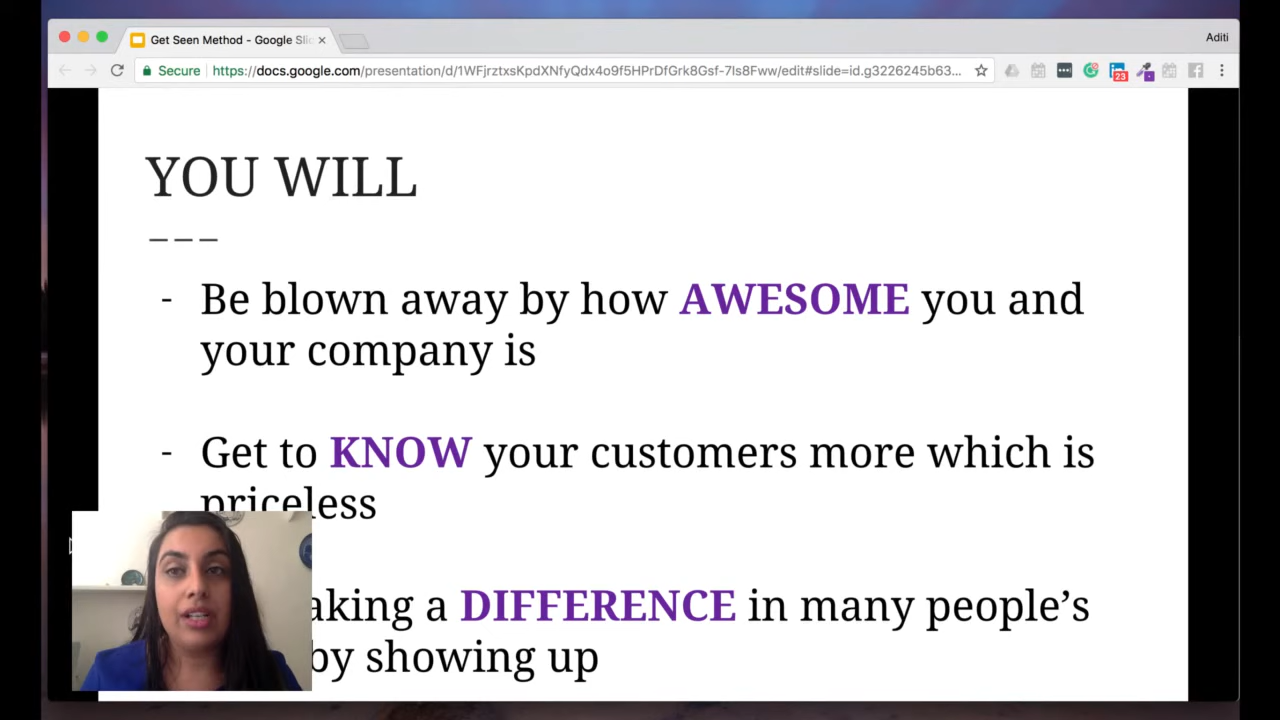 Get Seen Method - Google Slic
Aditi
Secure
https://docs.google.com/presentation/d/1WFjrztxsKpdXNfyQdx4o9f5HPrDfGrk8Gsf-7ls8Fww/edit#slide=id.g3226245b63...
23
YOU WILL
- Be blown away by how AWESOME you and
your company is
- Get to KNOW your customers more which is
priceless
aking a DIFFERENCE in many people’s
by showing up